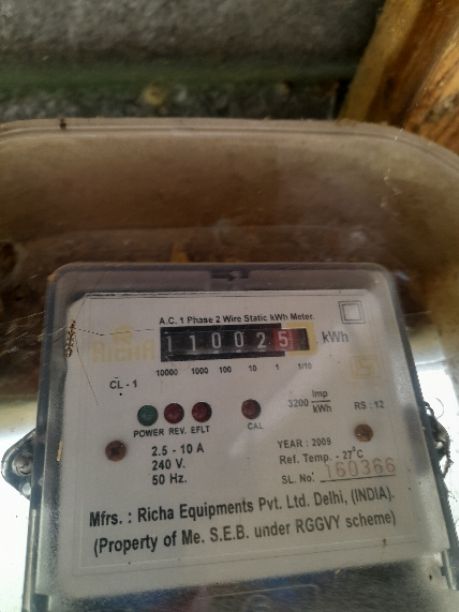 A.C. 1 Phase 2 Wire Static kWh Meter.
RICHA
110025 kWh
10000 1000 100 10 1 1/10
CL - 1
3200 Imp/kWh
RS : 12
POWER REV. EFLT CAL
2.5 - 10 A
240 V.
50 Hz.
YEAR : 2009
Ref. Temp. - 27°C
SL. No: 160366
Mfrs. : Richa Equipments Pvt. Ltd. Delhi, (INDIA).
(Property of Me. S.E.B. under RGGVY scheme)